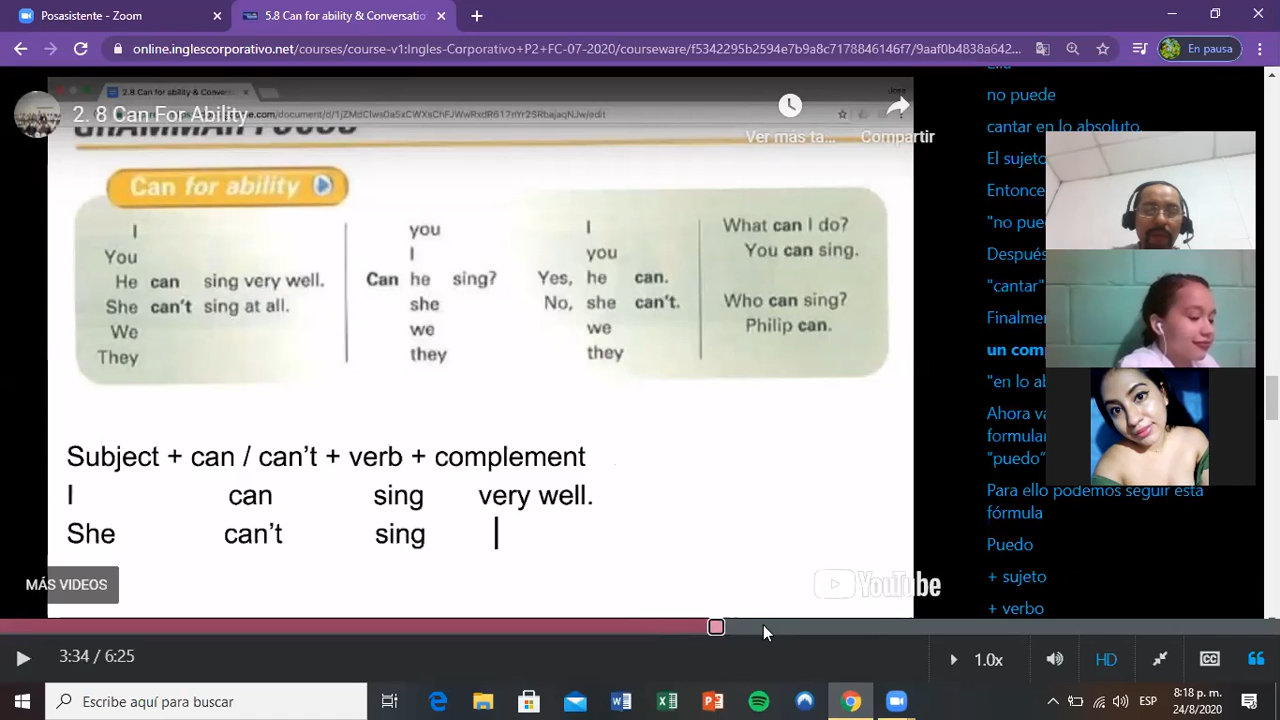 Posasistente - Zoom
5.8 Can for ability & Conversatio
online.inglescorporativo.net/courses/course-v1:Ingles-Corporativo+P2+FC-07-2020/courseware/f5342295b2594e7b9a8c7178846146f7/9aaf0b4838a642...
En pausa
2. 8 Can For Ability
Ver más ta...
Compartir
GRAMMAR FOCUS
Can for ability
I
You
He can sing very well.
She can't sing at all.
We
They
you
I
Can he sing?
she
we
they
I
you
Yes, he can.
No, she can't.
we
they
What can I do?
You can sing.
Who can sing?
Philip can.
Subject + can / can't + verb + complement
I can sing very well.
She can't sing
MÁS VIDEOS
YouTube
3:34 / 6:25
1.0x
HD
Ella
no puede
cantar en lo absoluto.
El sujeto
"no
Después
"cantar"
un
"en lo
Ahora
"puedo"
Para ello podemos seguir esta
fórmula
Puedo
+ sujeto
+ verbo
Escribe aquí para buscar
ESP
8:18 p. m.
24/8/2020